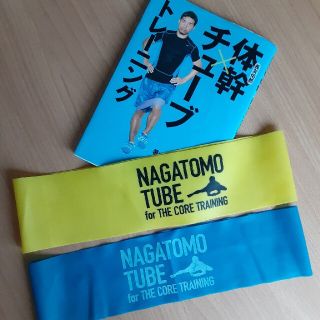 体幹
×
チューブ
トレーニング
NAGATOMO
TUBE
for THE CORE TRAINING
NAGATOMO
TUBE
for THE CORE TRAINING